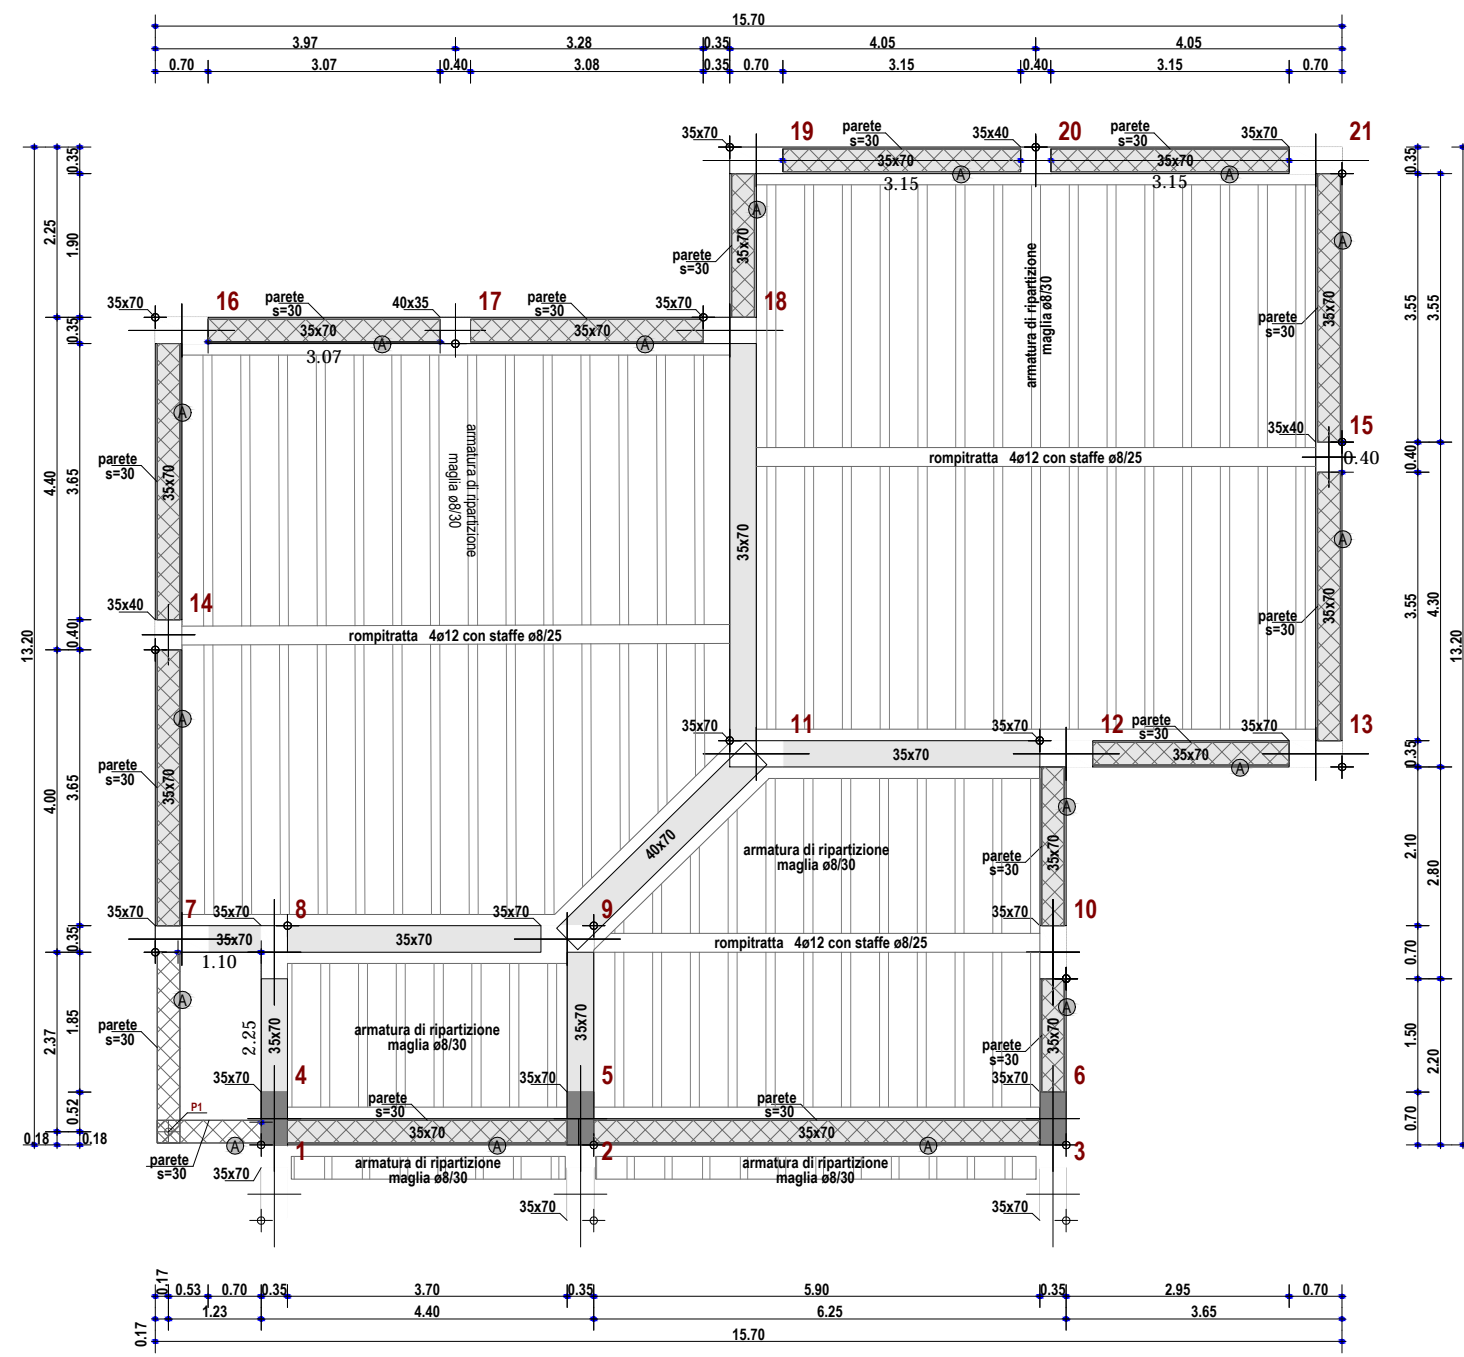 15.70
3.97 3.28 0.35 4.05 4.05
0.70 3.07 0.40 3.08 0.35 0.70 3.15 0.40 3.15 0.70
35x70 19 parete
s=30 35x40 20 parete
s=30 35x70 21
35x70 35x70
A A
3.15 3.15
0.35
0.35
A
35x70
parete
s=30
2.25
1.90
armatura di ripartizione
maglia ø8/30
A
35x70
parete
s=30
3.55
3.55
35x70 16 parete
s=30 40x35 17 parete
s=30 35x70 18
35x70 35x70
A A
3.07
0.35
A
parete
s=30
35x70
4.40
3.65
armatura di ripartizione
maglia ø8/30
35x40 15
rompitratta 4ø12 con staffe ø8/25
0.40
0.40
35x70
A
35x70
parete
s=30
3.55
4.30
13.20
13.20
35x40 14
rompitratta 4ø12 con staffe ø8/25
0.40
A
parete
s=30
35x70
4.00
3.65
35x70 11 35x70 12 parete
s=30 35x70 13
35x70 35x70
A
0.35
40x70
armatura di ripartizione
maglia ø8/30
A
parete
s=30
35x70
2.10
2.80
35x70 7 35x70 8 35x70 9 35x70 10
35x70 35x70
rompitratta 4ø12 con staffe ø8/25
1.10
0.35
0.70
A
parete
s=30
2.37
1.85
2.25
35x70
armatura di ripartizione
maglia ø8/30
35x70
A
parete
s=30
35x70
1.50
2.20
35x70 4 35x70 5 35x70 6
P1
parete
s=30
parete
s=30
35x70 35x70
0.52
0.70
0.18 0.18
A A A
parete
s=30
1 2 3
armatura di ripartizione
maglia ø8/30
armatura di ripartizione
maglia ø8/30
35x70
35x70 35x70
0.17 0.53 0.70 0.35 3.70 0.35 5.90 0.35 2.95 0.70
1.23 4.40 6.25 3.65
0.17 15.70